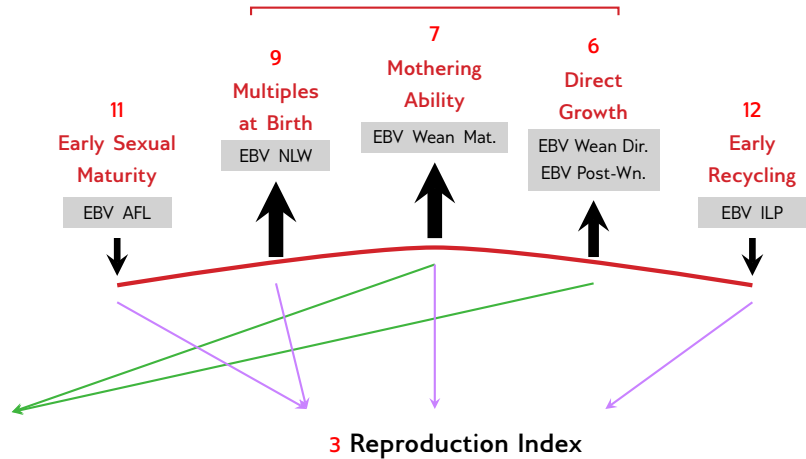 11
Early Sexual
Maturity
EBV AFL
9
Multiples
at Birth
EBV NLW
7
Mothering
Ability
EBV Wean Mat.
6
Direct
Growth
EBV Wean Dir.
EBV Post-Wn.
12
Early
Recycling
EBV ILP
3 Reproduction Index